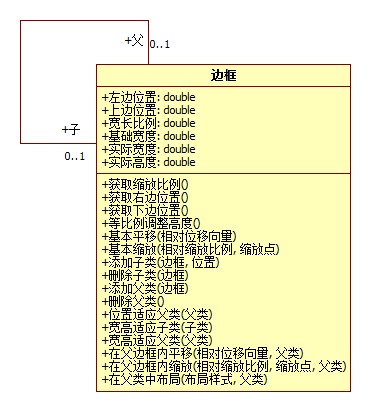 +父
0..1
边框
+左边位置: double
+上边位置: double
+宽长比例: double
+基础宽度: double
+实际宽度: double
+实际高度: double
+子
0..1
+获取缩放比例()
+获取右边位置()
+获取下边位置()
+等比例调整高度()
+基本平移(相对位移向量)
+基本缩放(相对缩放比例, 缩放点)
+添加子类(边框, 位置)
+删除子类(边框)
+添加父类(边框)
+删除父类()
+位置适应父类(父类)
+宽高适应子类(子类)
+宽高适应父类(父类)
+在父边框内平移(相对位移向量, 父类)
+在父边框内缩放(相对缩放比例, 缩放点, 父类)
+在父类中布局(布局样式, 父类)